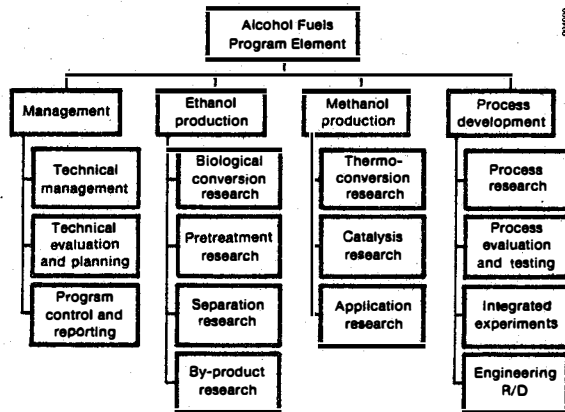 Alcohol Fuels
Program Element
Management
Technical
management
Technical
evaluation
and planning
Program
control and
reporting
Ethanol
production
Biological
conversion
research
Pretreatment
research
Separation
research
By-product
research
Methanol
production
Thermo-
conversion
research
Catalysis
research
Application
research
Process
development
Process
research
Process
evaluation
and testing
Integrated
experiments
Engineering
R/D